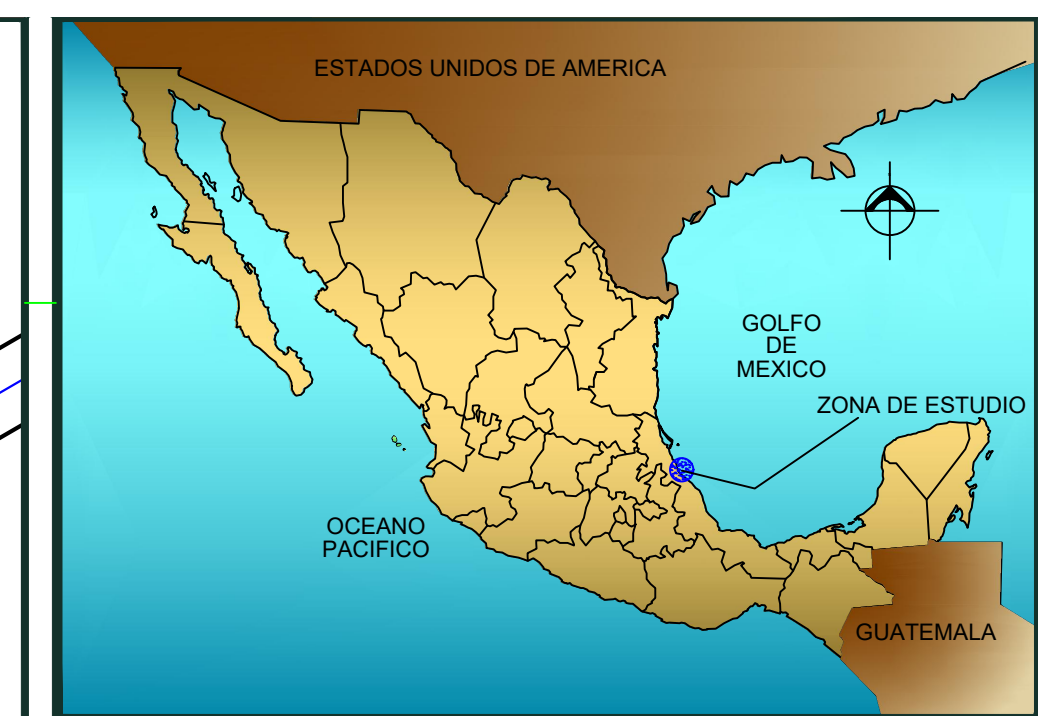 ESTADOS UNIDOS DE AMERICA
GOLFO
DE
MEXICO
ZONA DE ESTUDIO
OCEANO
PACIFICO
GUATEMALA